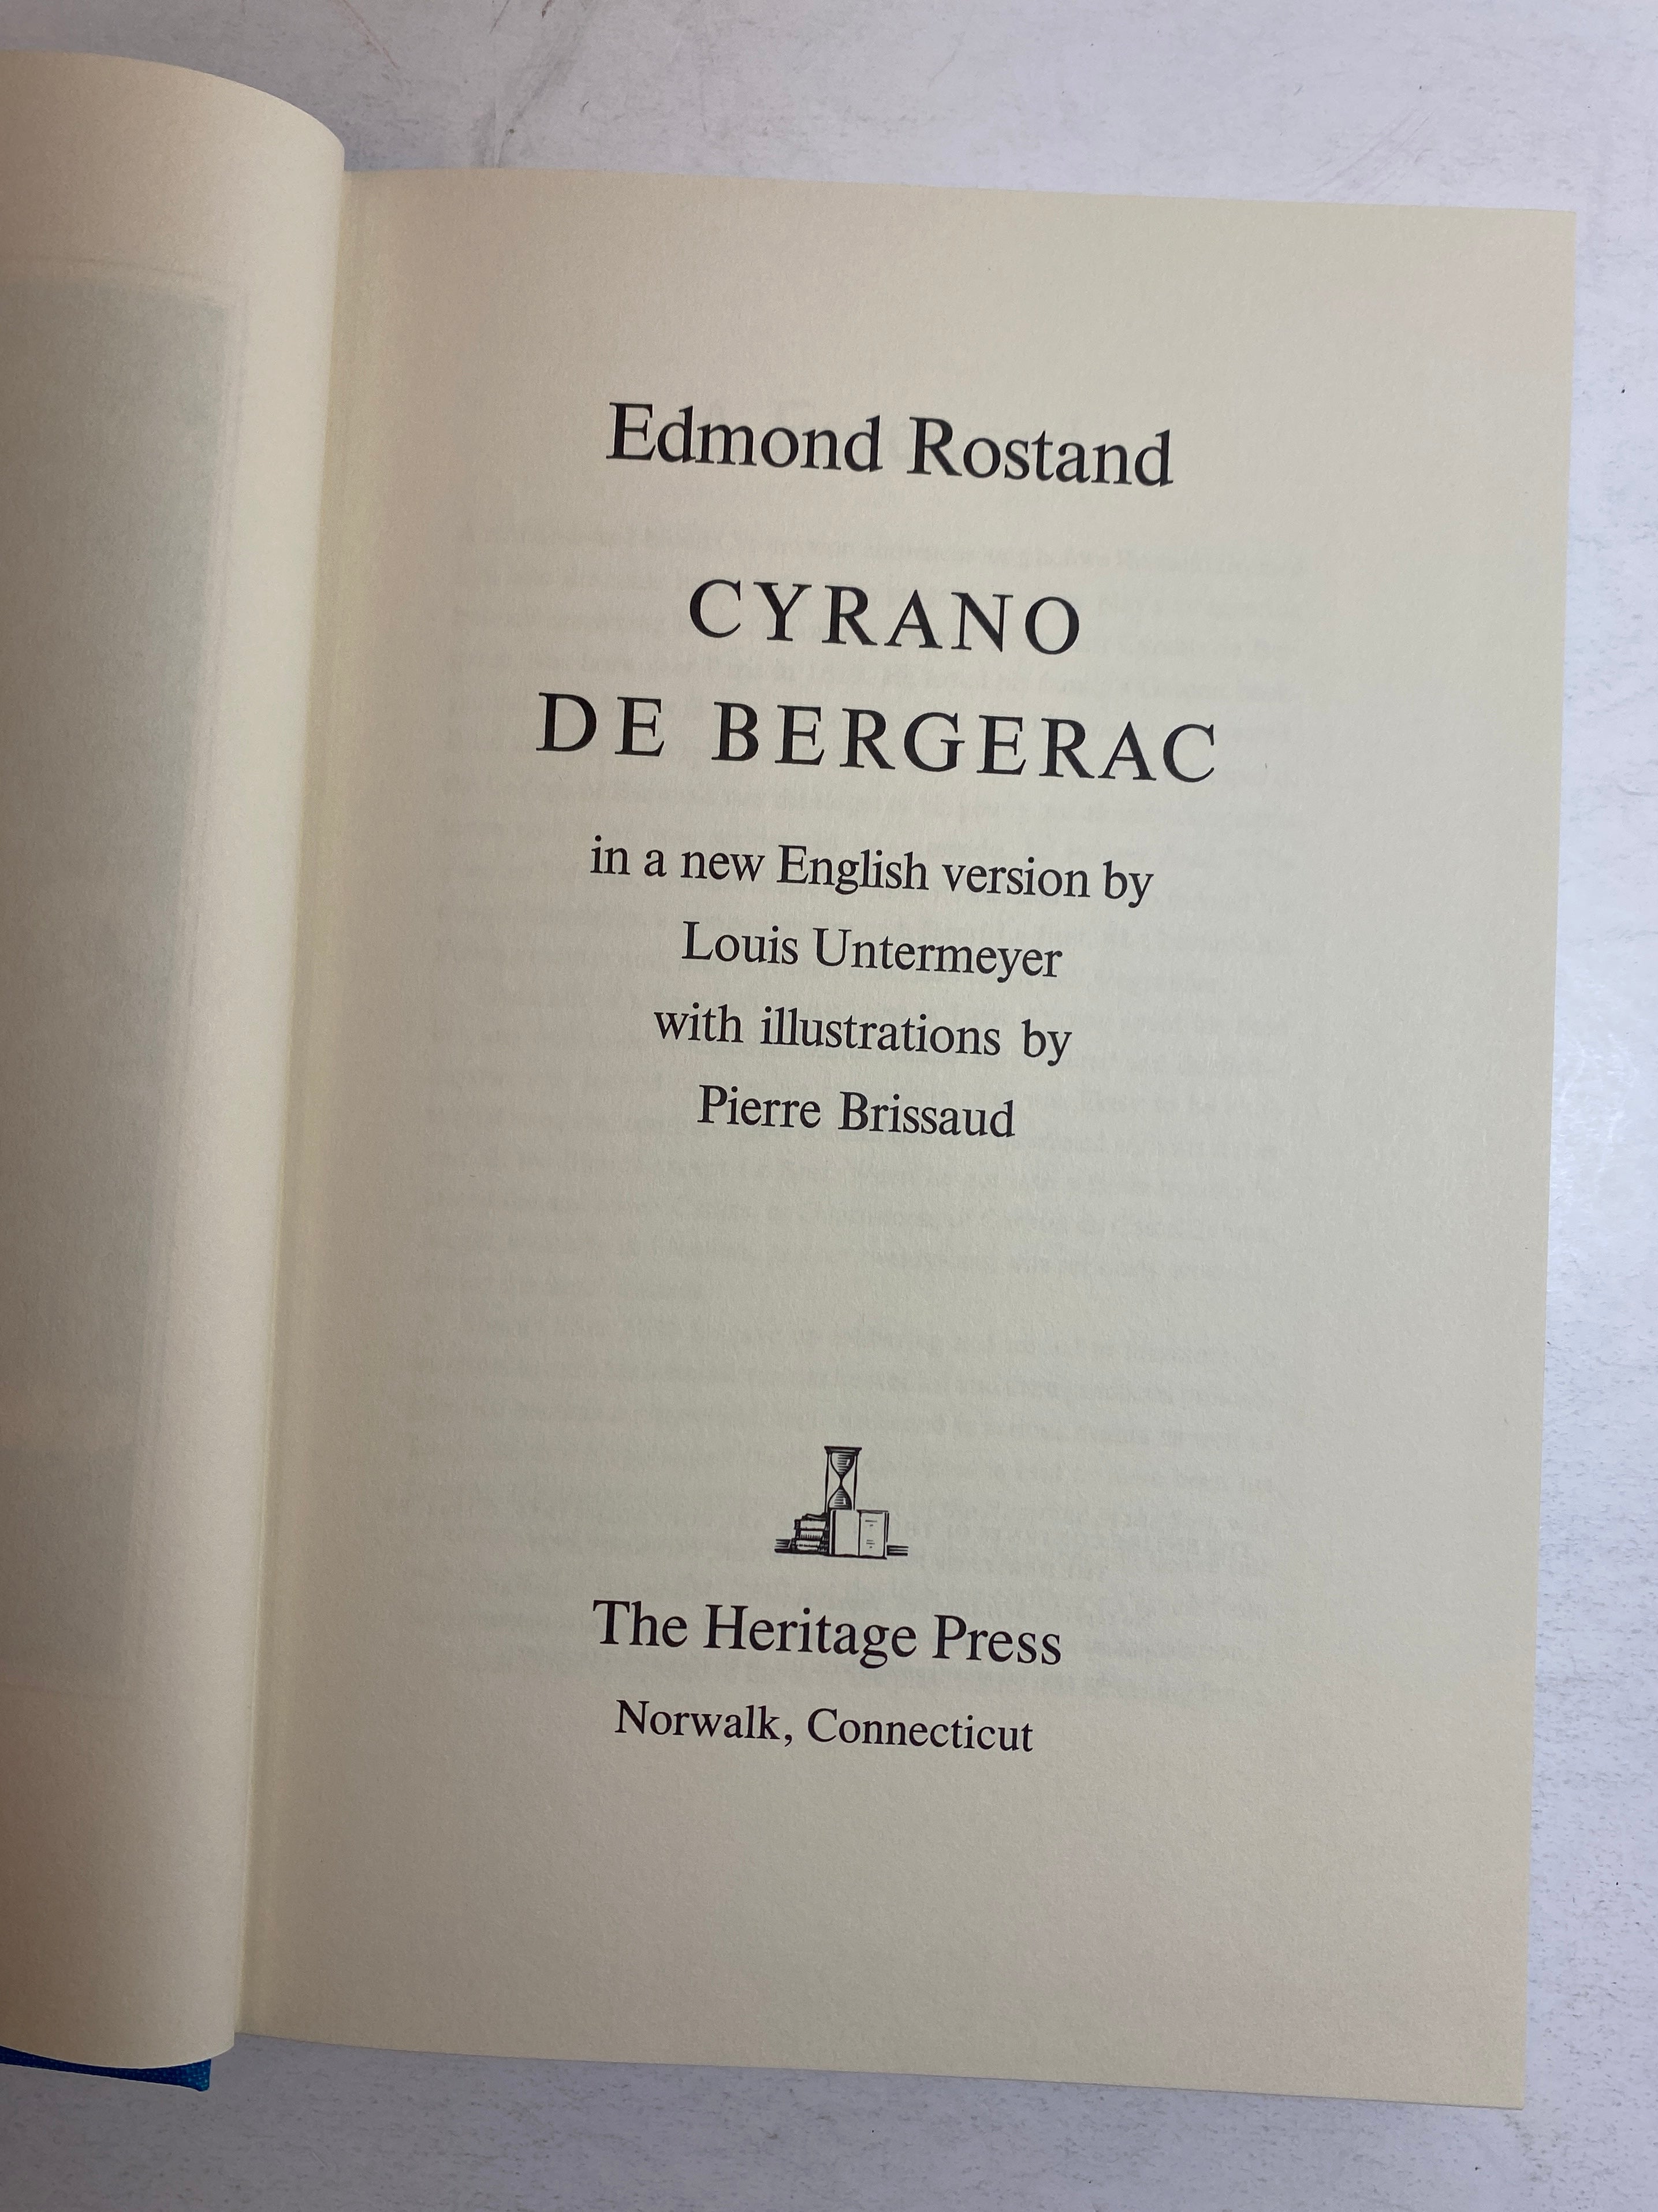 Edmond Rostand
CYRANO
DE BERGERAC
in a new English version by
Louis Untermeyer
with illustrations by
Pierre Brissaud
The Heritage Press
Norwalk, Connecticut